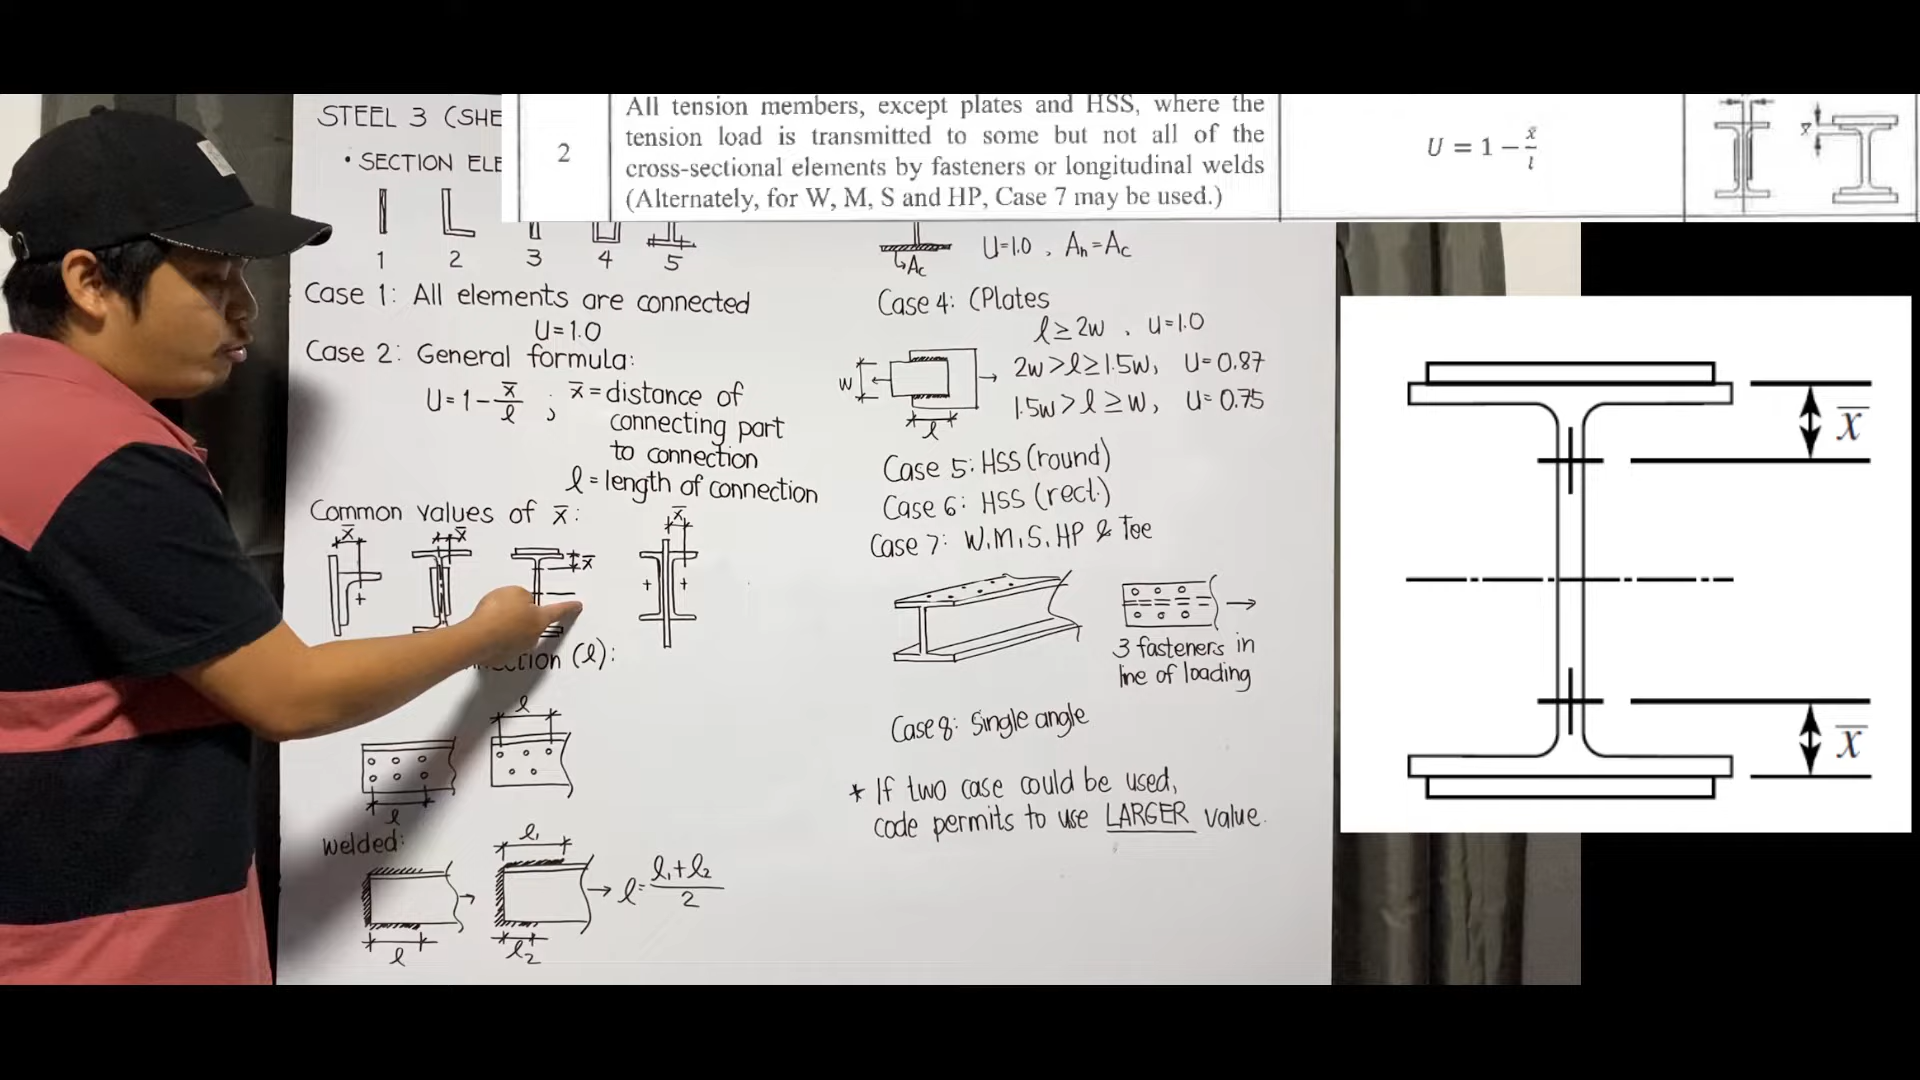 STEEL 3 (SHE
• SECTION ELE
1 2 3 4 5
Case 1: All elements are connected
U=1.0
Case 2: General formula:
U = 1 - x̄/ℓ ; x̄ = distance of
connecting part
to connection
ℓ = length of connection
Common values of x̄:
x̄ x̄ x̄ x̄
(ℓ):
ℓ
ℓ
welded:
ℓ₁
ℓ = ℓ₁+ℓ₂/2
ℓ ℓ₂
2
All tension members, except plates and HSS, where the
tension load is transmitted to some but not all of the
cross-sectional elements by fasteners or longitudinal welds
(Alternately, for W, M, S and HP, Case 7 may be used.)
U = 1 − x̄/l
x̄
Ac
U=1.0 , An=Ac
Case 4: (Plates
ℓ ≥ 2w , U=1.0
2w > ℓ ≥ 1.5w, U=0.87
1.5w > ℓ ≥ w, U=0.75
w
ℓ
Case 5: HSS (round)
Case 6: HSS (rect.)
Case 7: W, M, S, HP & Tee
3 fasteners in
line of loading
Case 8: Single angle
* If two case could be used,
code permits to use LARGER value.
x̄
x̄